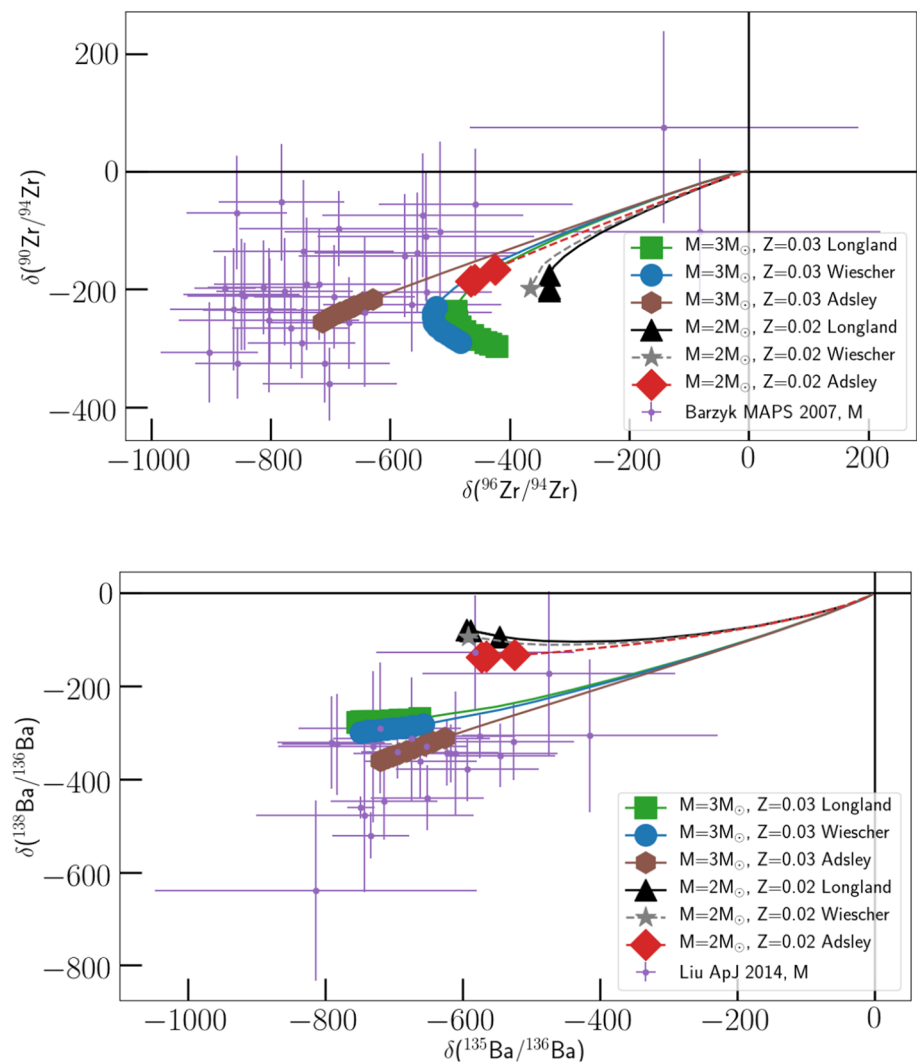 200
0
−200
−400
δ(⁹⁰Zr/⁹⁴Zr)
M=3M⊙, Z=0.03 Longland
M=3M⊙, Z=0.03 Wiescher
M=3M⊙, Z=0.03 Adsley
M=2M⊙, Z=0.02 Longland
M=2M⊙, Z=0.02 Wiescher
M=2M⊙, Z=0.02 Adsley
Barzyk MAPS 2007, M
−1000 −800 −600 −400 −200 0 200
δ(⁹⁶Zr/⁹⁴Zr)
0
−200
−400
−600
−800
δ(¹³⁸Ba/¹³⁶Ba)
M=3M⊙, Z=0.03 Longland
M=3M⊙, Z=0.03 Wiescher
M=3M⊙, Z=0.03 Adsley
M=2M⊙, Z=0.02 Longland
M=2M⊙, Z=0.02 Wiescher
M=2M⊙, Z=0.02 Adsley
Liu ApJ 2014, M
−1000 −800 −600 −400 −200 0
δ(¹³⁵Ba/¹³⁶Ba)